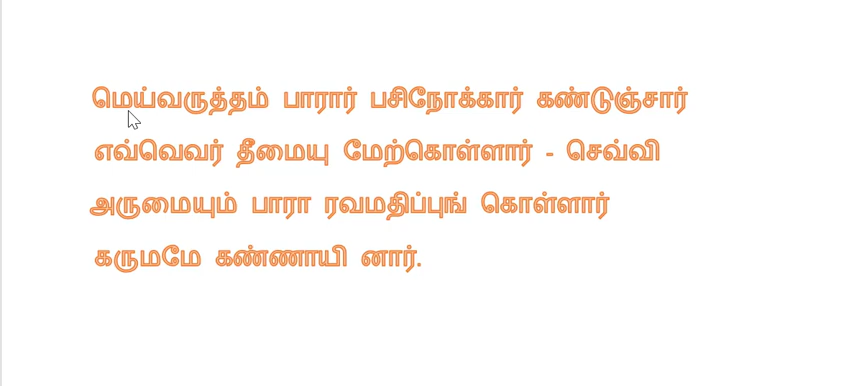 மெய்வருத்தம் பாரார் பசிநோக்கார் கண்டுஞ்சார்
எவ்வெவர் தீமையு மேற்கொள்ளார் - செவ்வி
அருமையும் பாரா ரவமதிப்புங் கொள்ளார்
கருமமே கண்ணாயி னார்.